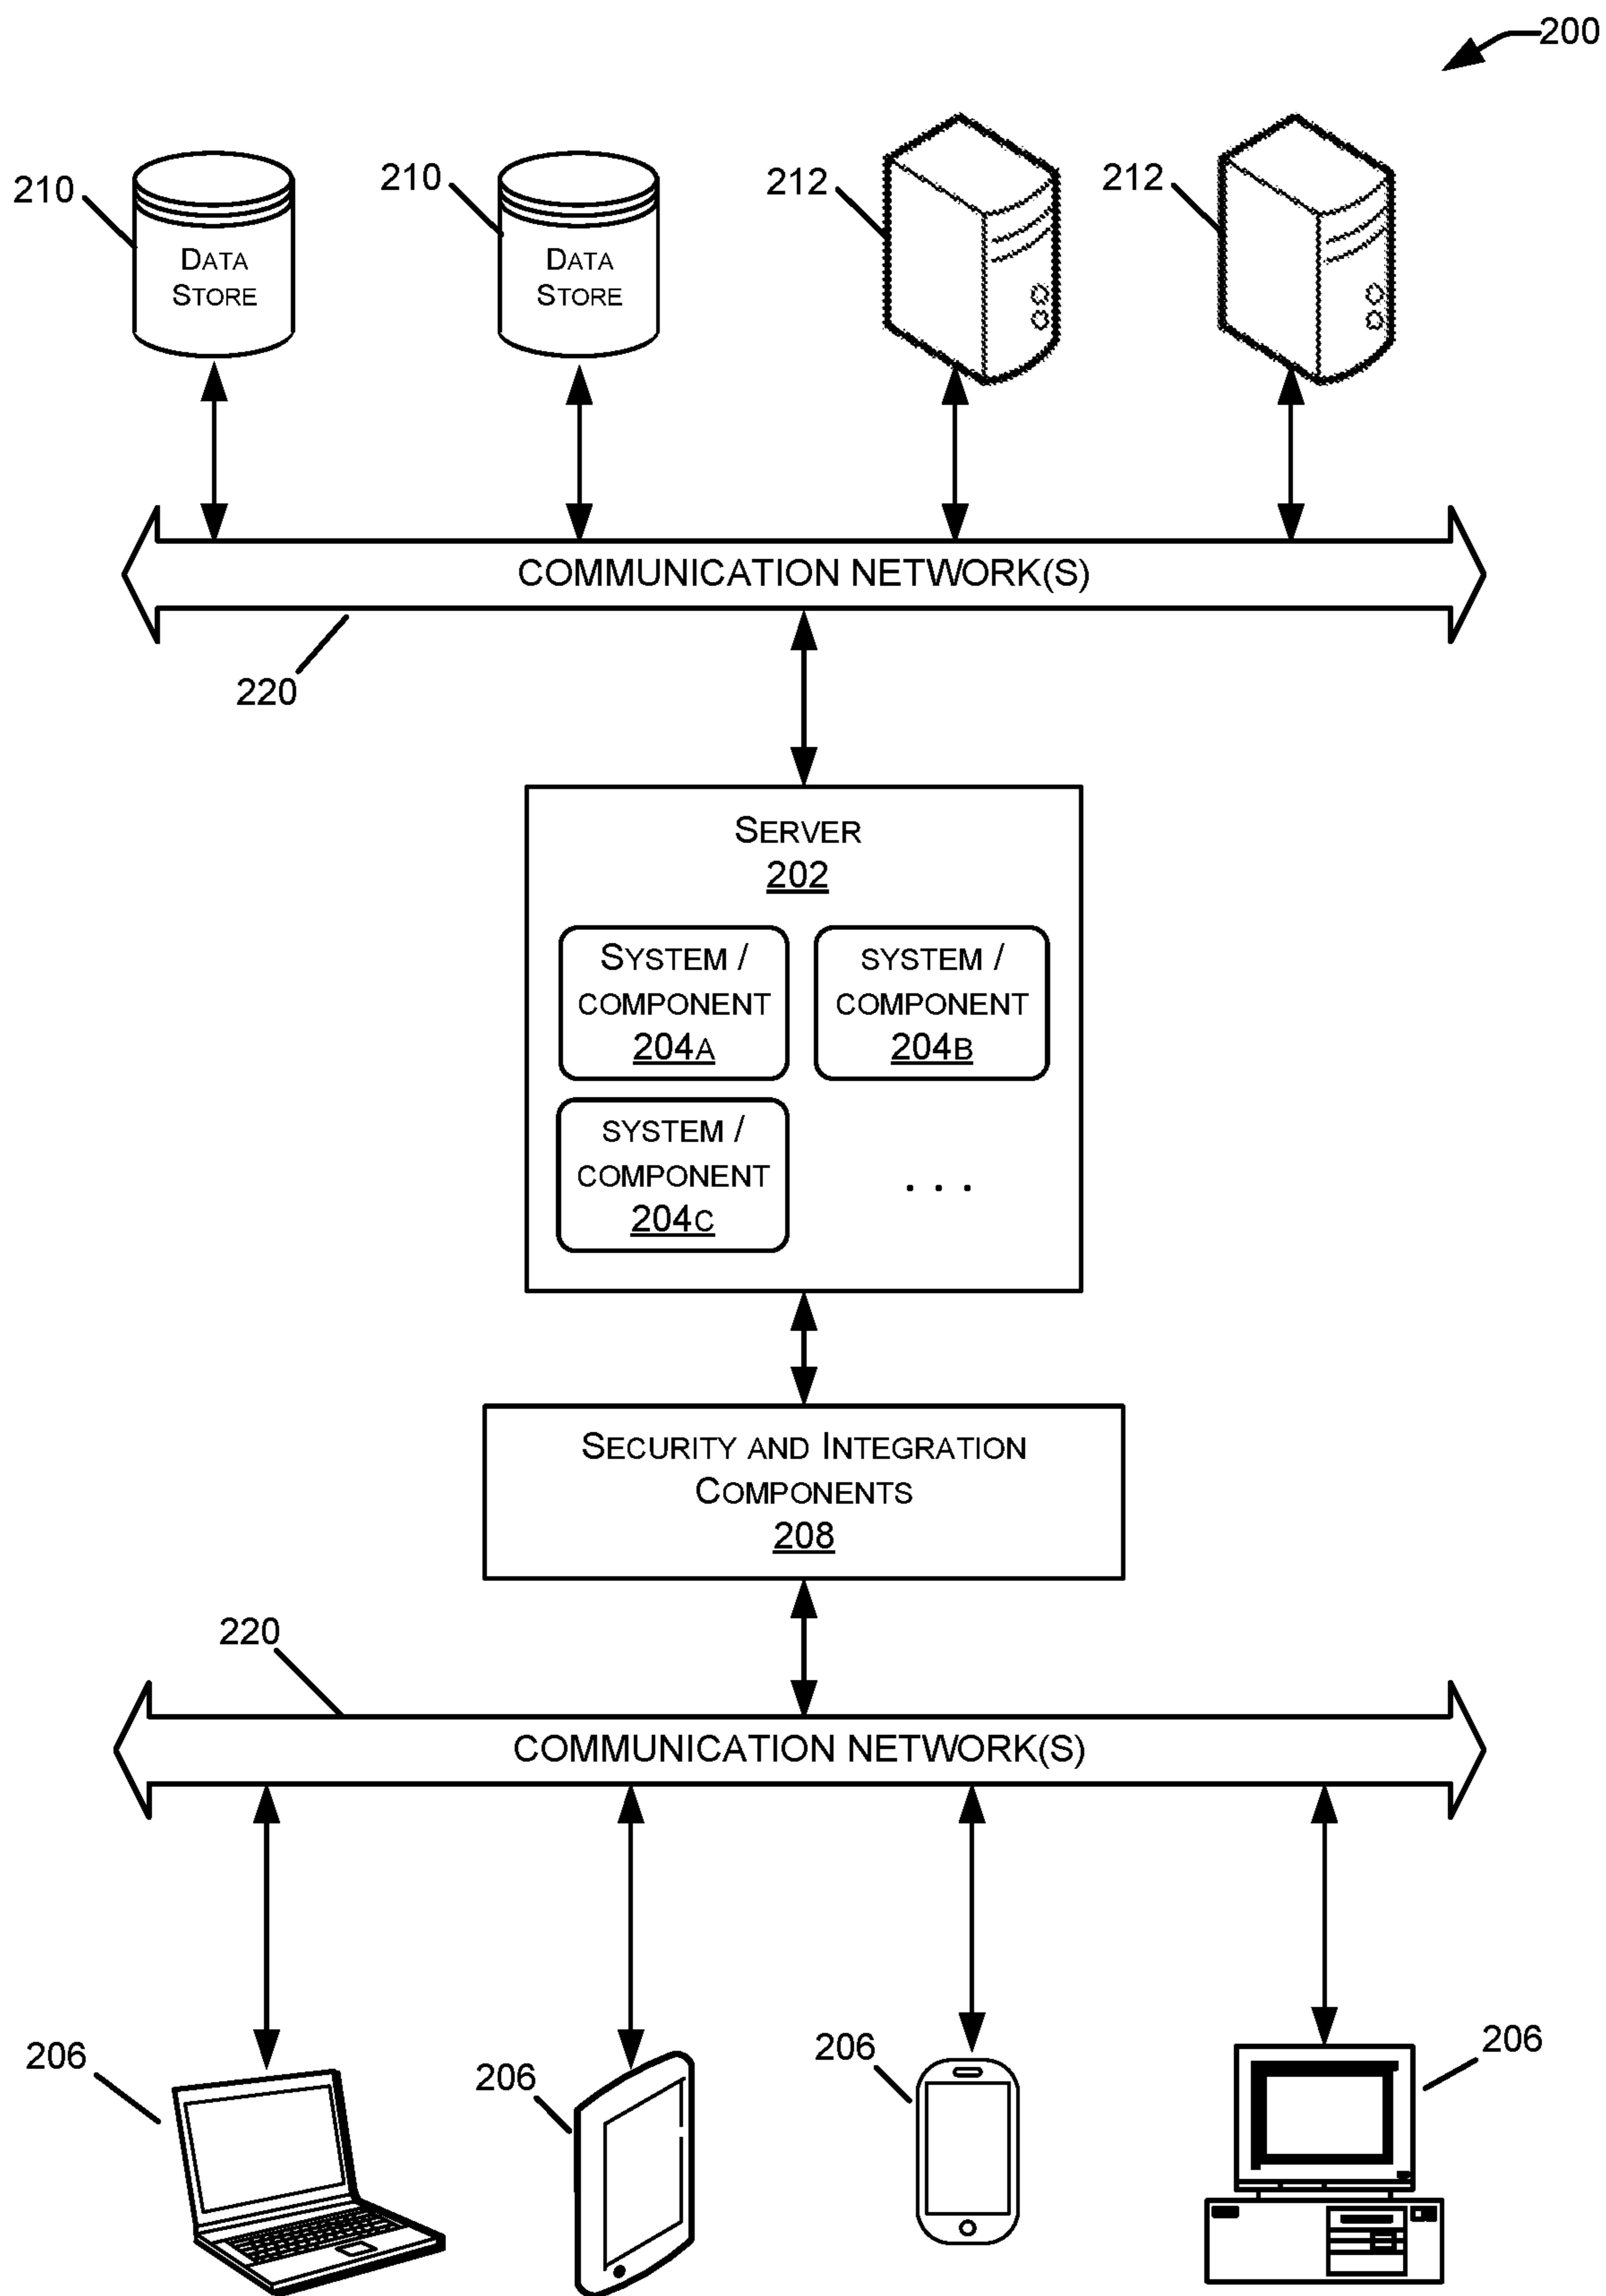 200
210
210
212
212
DATA
STORE
DATA
STORE
COMMUNICATION NETWORK(S)
220
SERVER
202
SYSTEM /
COMPONENT
204A
SYSTEM /
COMPONENT
204B
SYSTEM /
COMPONENT
204C
. . .
SECURITY AND INTEGRATION
COMPONENTS
208
220
COMMUNICATION NETWORK(S)
206
206
206
206